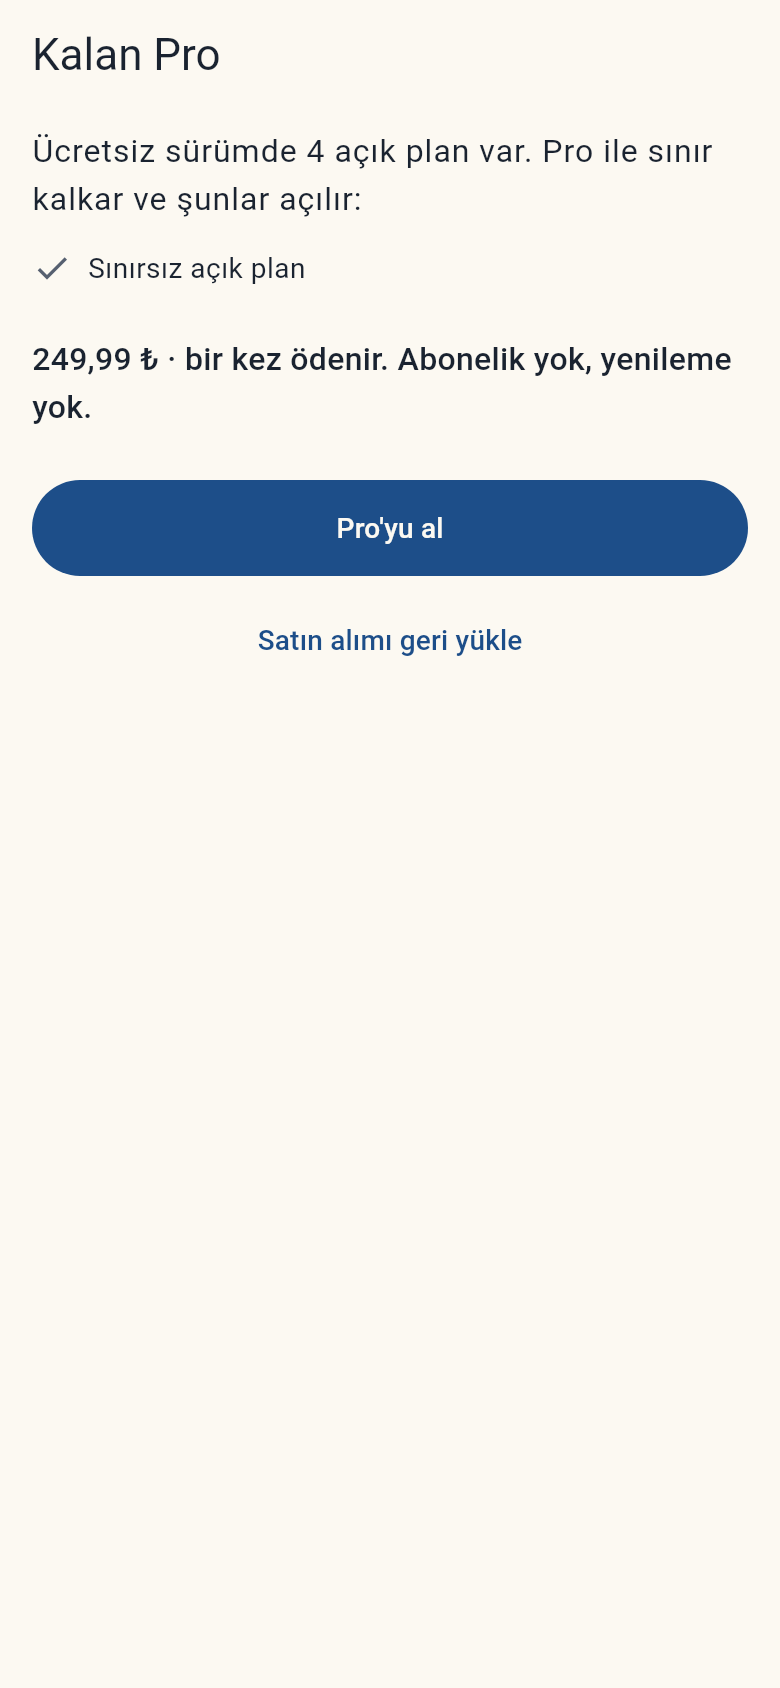 Kalan Pro
Ücretsiz sürümde 4 açık plan var. Pro ile sınır
kalkar ve şunlar açılır:
Sınırsız açık plan
249,99 ₺ · bir kez ödenir. Abonelik yok, yenileme
yok.
Pro'yu al
Satın alımı geri yükle